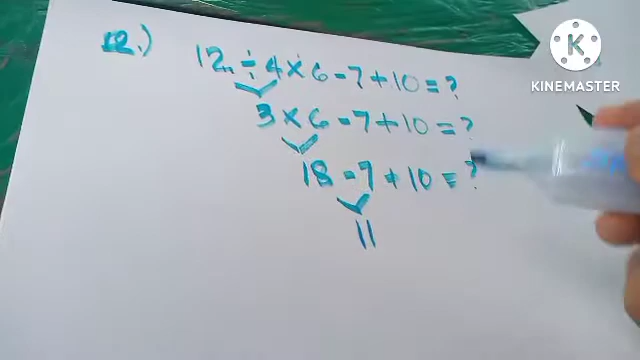 12.) 12 ÷ 4 × 6 - 7 + 10 = ?
3 × 6 - 7 + 10 = ?
18 - 7 + 10 = ?
11
K
KINEMASTER